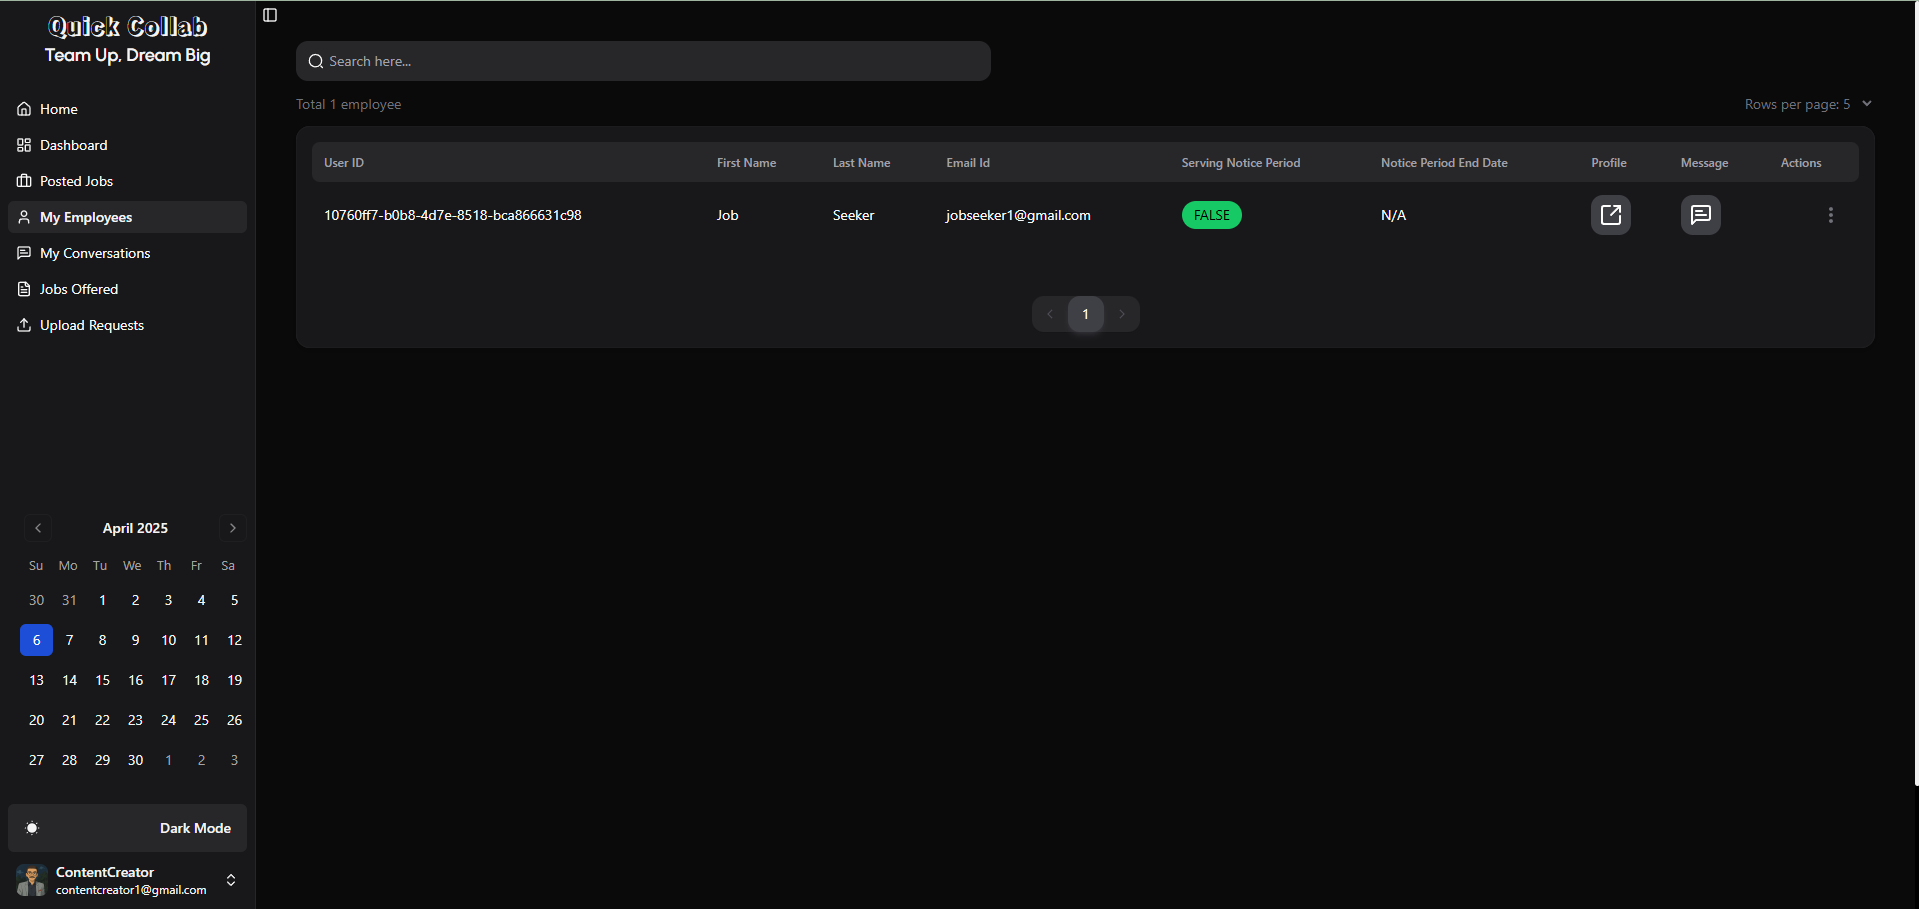 Quick Collab
Team Up, Dream Big
Home
Dashboard
Posted Jobs
My Employees
My Conversations
Jobs Offered
Upload Requests
April 2025
Su Mo Tu We Th Fr Sa
30 31 1 2 3 4 5
6 7 8 9 10 11 12
13 14 15 16 17 18 19
20 21 22 23 24 25 26
27 28 29 30 1 2 3
Dark Mode
ContentCreator
contentcreator1@gmail.com
Search here...
Total 1 employee
Rows per page: 5
User ID First Name Last Name Email Id Serving Notice Period Notice Period End Date Profile Message Actions
10760ff7-b0b8-4d7e-8518-bca866631c98 Job Seeker jobseeker1@gmail.com FALSE N/A
1